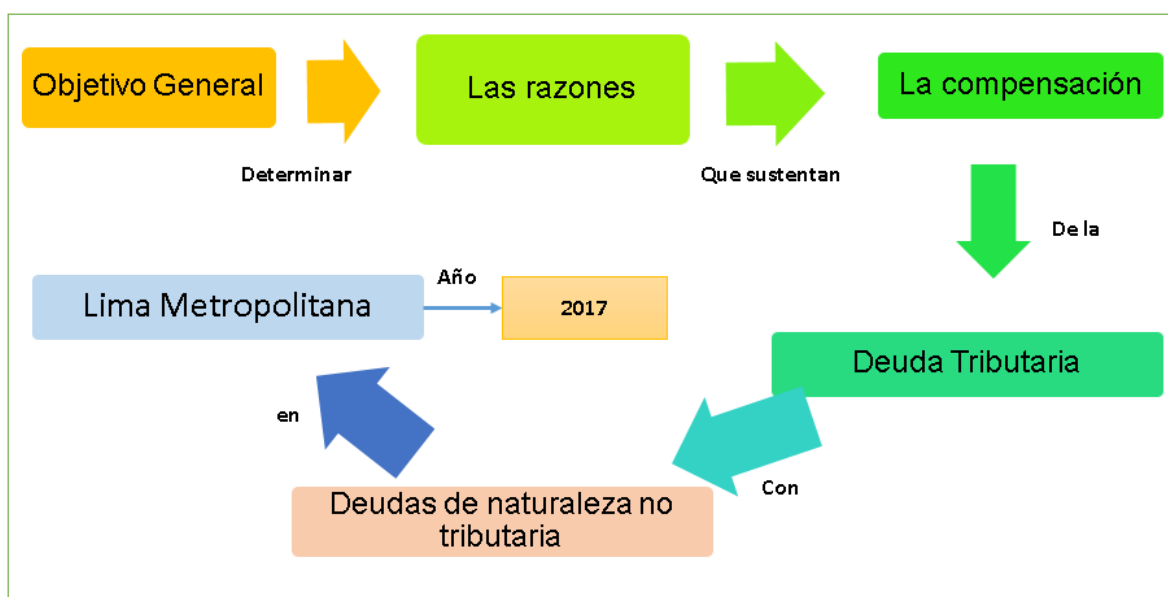 Objetivo General
Determinar
Las razones
Que sustentan
La compensación
De la
Deuda Tributaria
Con
Deudas de naturaleza no
tributaria
en
Lima Metropolitana
Año
2017